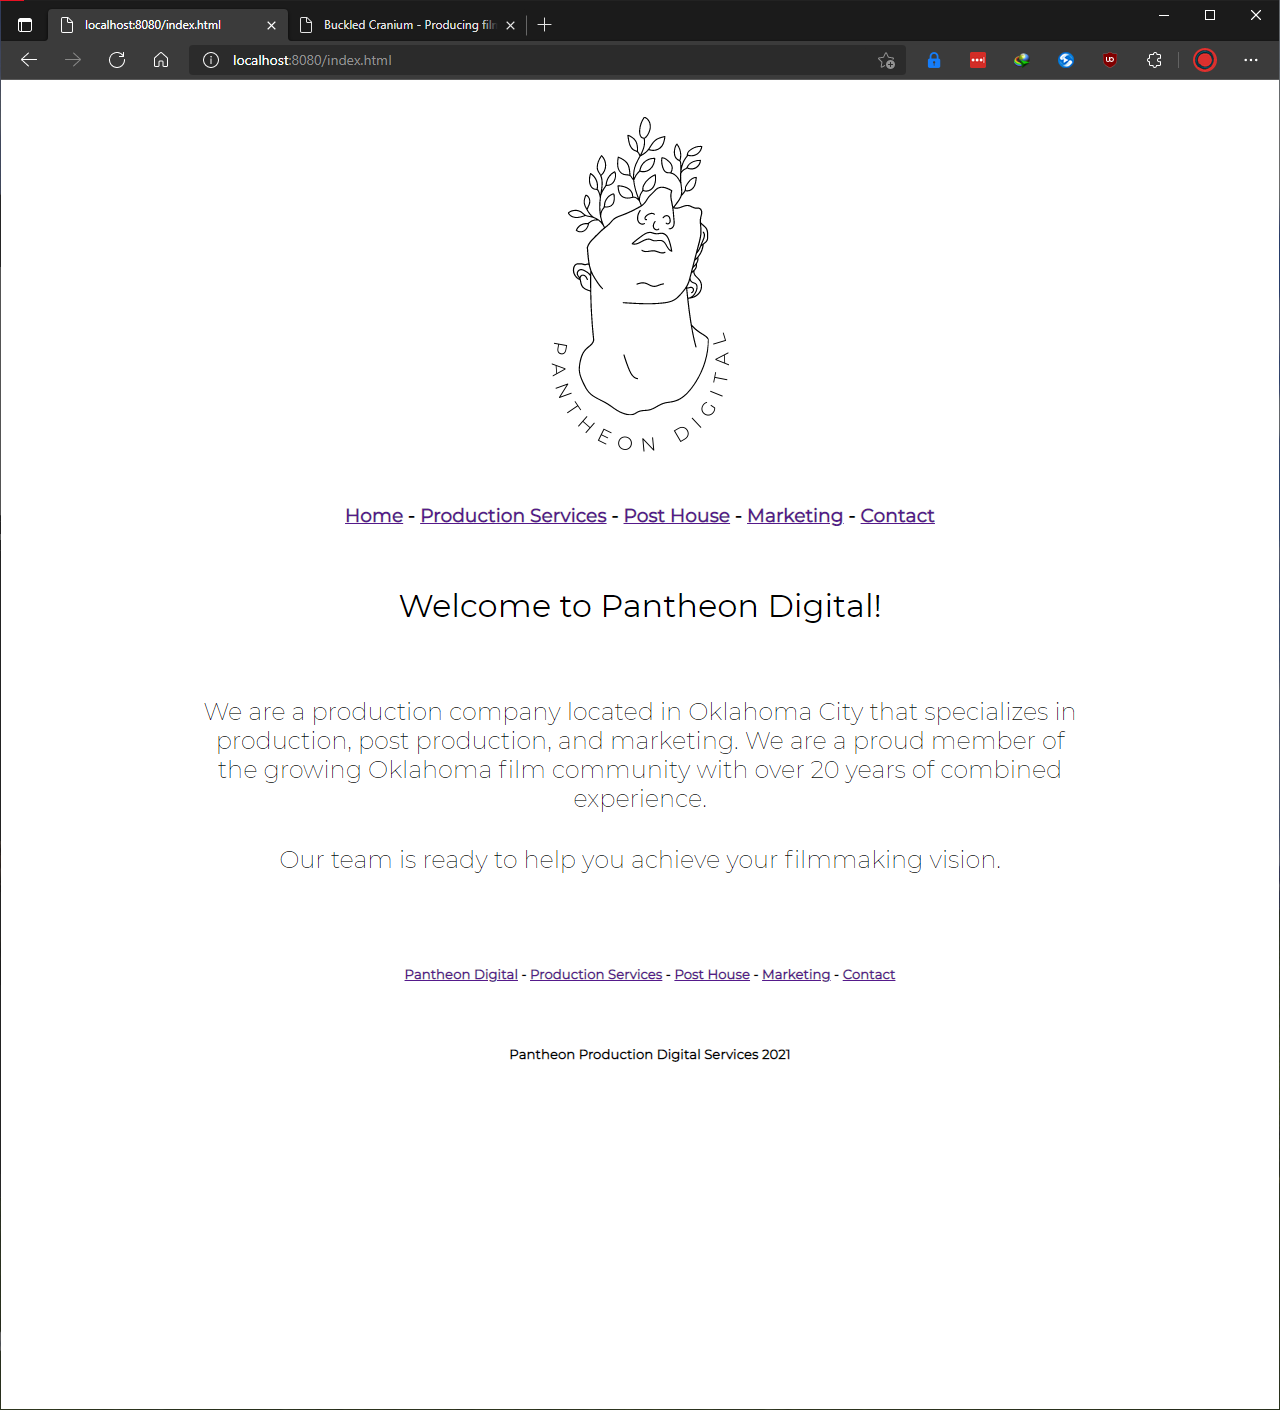 localhost:8080/index.html
Buckled Cranium - Producing film
localhost:8080/index.html
PANTHEON DIGITAL
Home - Production Services - Post House - Marketing - Contact
Welcome to Pantheon Digital!
We are a production company located in Oklahoma City that specializes in
production, post production, and marketing. We are a proud member of
the growing Oklahoma film community with over 20 years of combined
experience.
Our team is ready to help you achieve your filmmaking vision.
Pantheon Digital - Production Services - Post House - Marketing - Contact
Pantheon Production Digital Services 2021